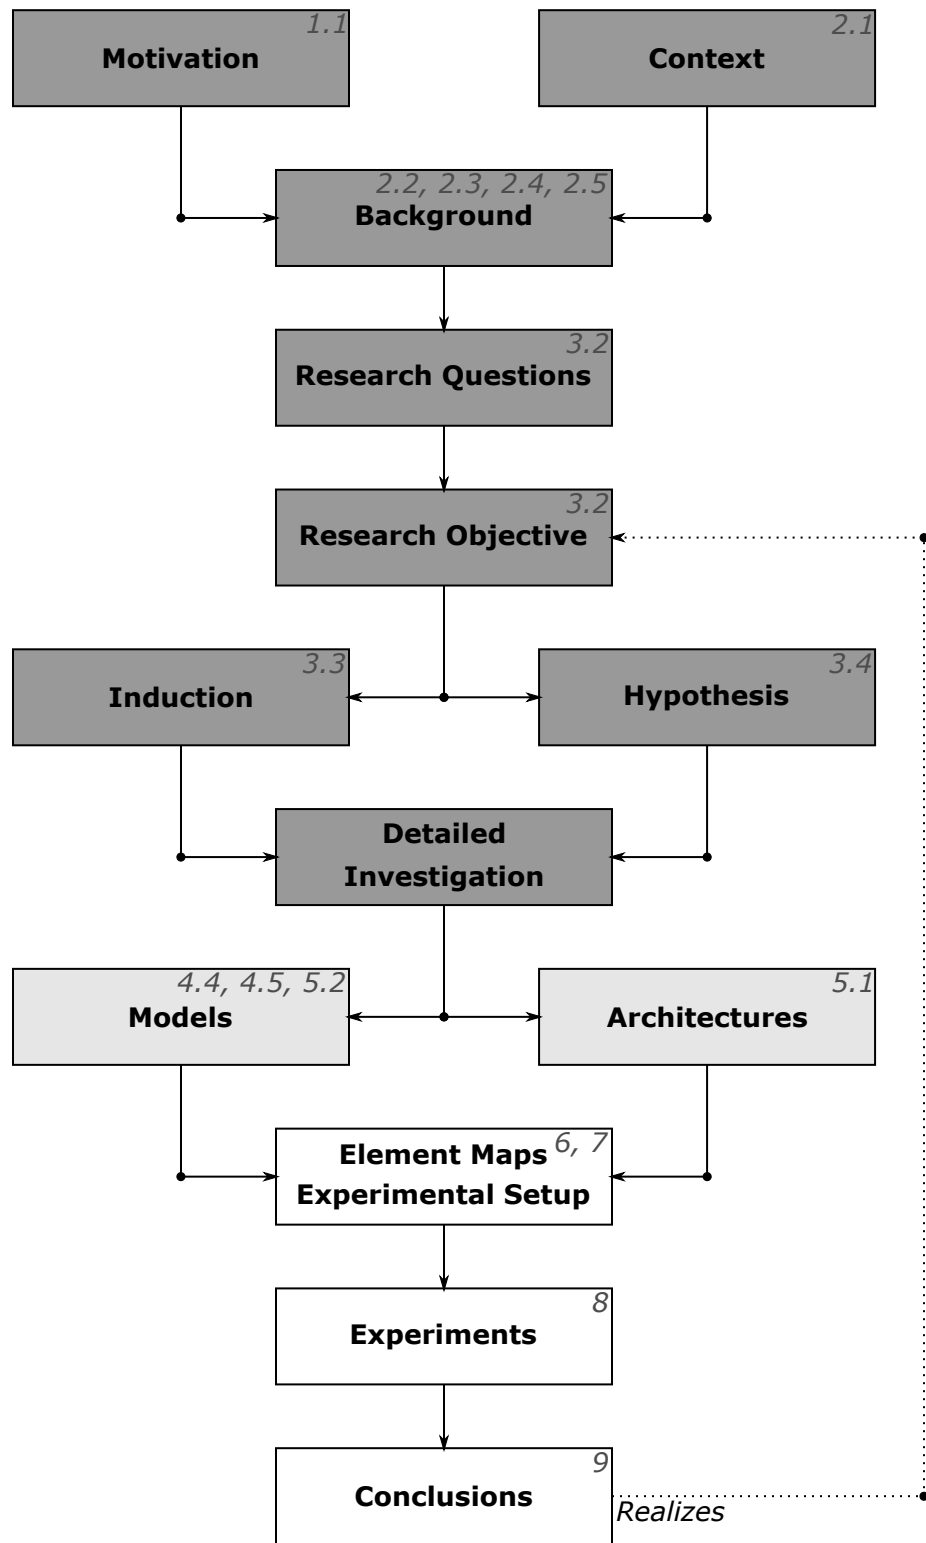 1.1
Motivation
2.1
Context
2.2, 2.3, 2.4, 2.5
Background
3.2
Research Questions
3.2
Research Objective
3.3
Induction
3.4
Hypothesis
Detailed
Investigation
4.4, 4.5, 5.2
Models
5.1
Architectures
6, 7
Element Maps
Experimental Setup
8
Experiments
9
Conclusions
Realizes